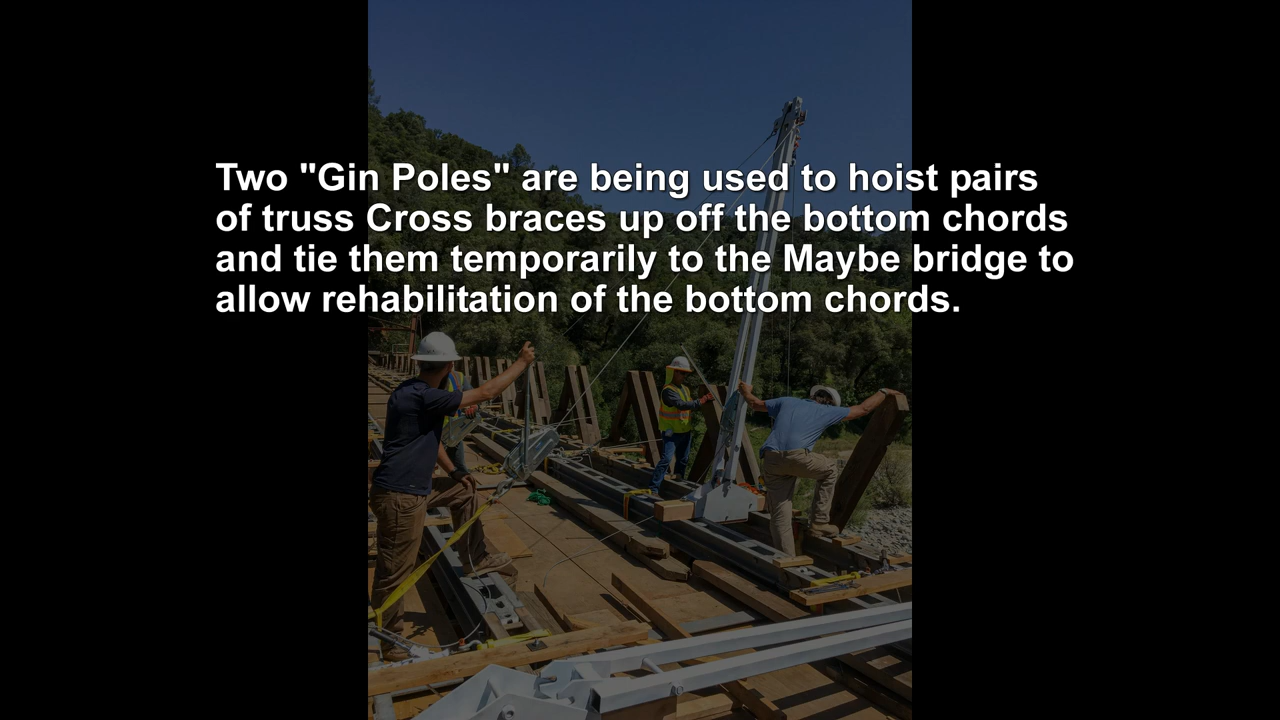 Two "Gin Poles" are being used to hoist pairs
of truss Cross braces up off the bottom chords
and tie them temporarily to the Maybe bridge to
allow rehabilitation of the bottom chords.